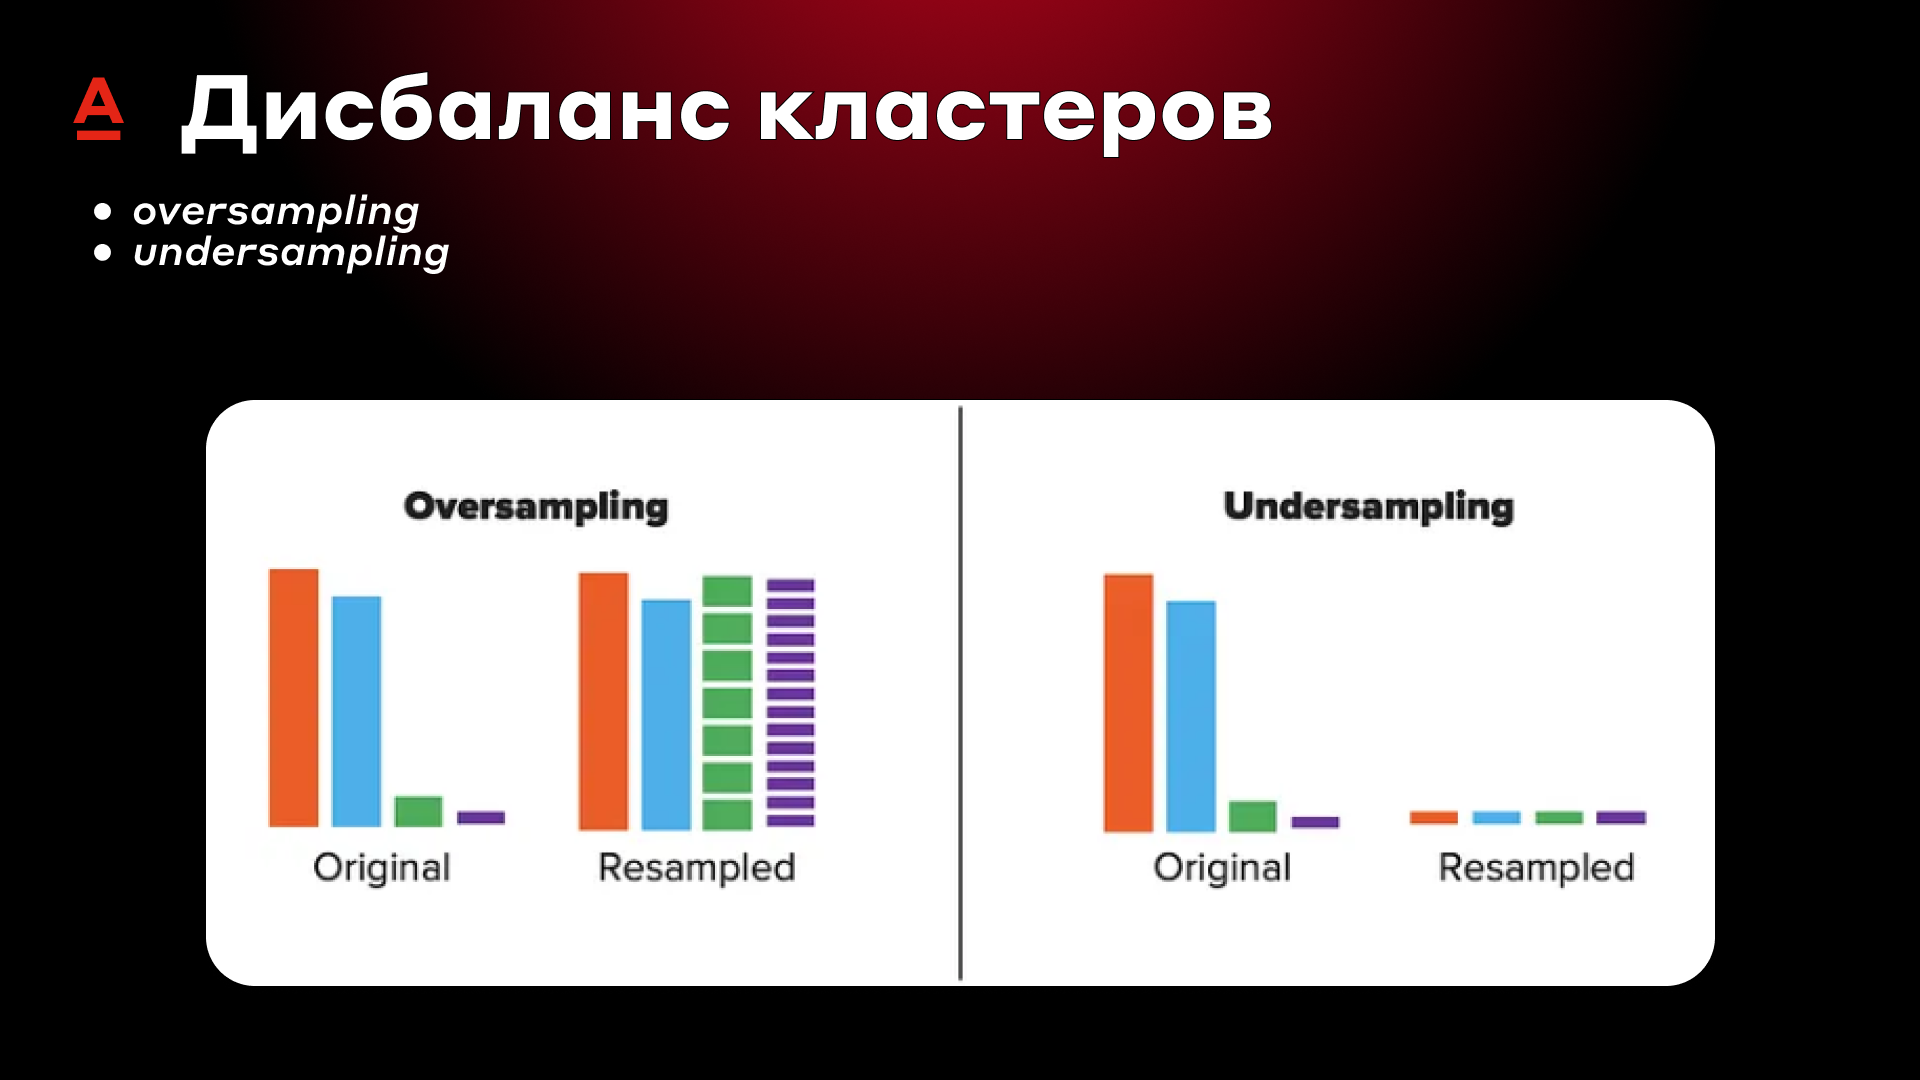 А Дисбаланс кластеров
• oversampling
• undersampling
Oversampling
Undersampling
Original
Resampled
Original
Resampled